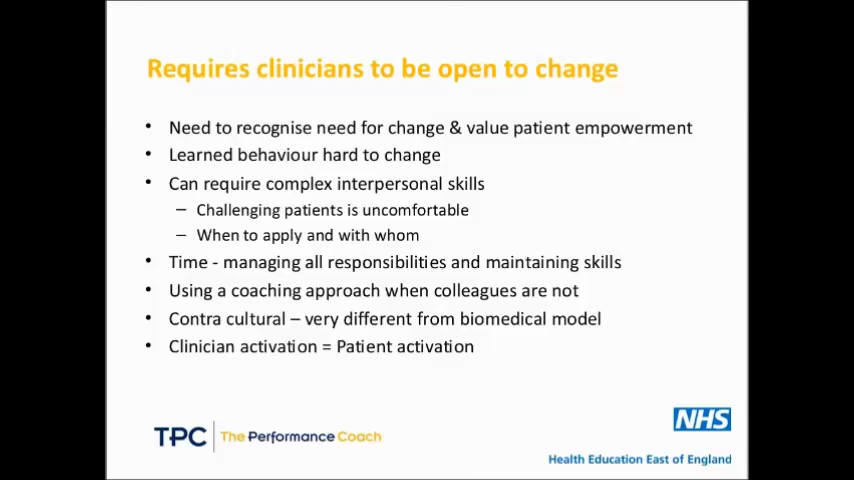 Requires clinicians to be open to change
• Need to recognise need for change & value patient empowerment
• Learned behaviour hard to change
• Can require complex interpersonal skills
– Challenging patients is uncomfortable
– When to apply and with whom
• Time - managing all responsibilities and maintaining skills
• Using a coaching approach when colleagues are not
• Contra cultural – very different from biomedical model
• Clinician activation = Patient activation
TPC The Performance Coach
NHS
Health Education East of England